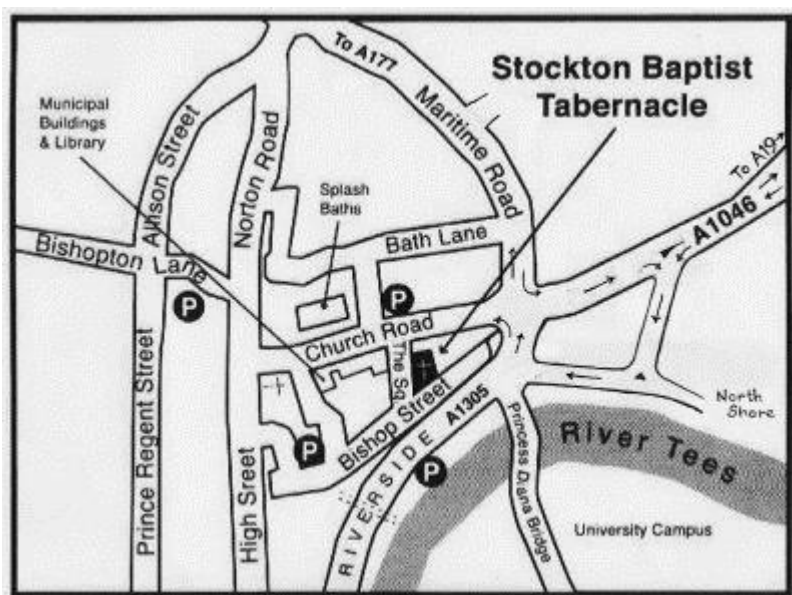 To A177
Stockton Baptist
Tabernacle
Municipal
Buildings
& Library
Allison Street
Norton Road
Maritime Road
To A19
A1046
Splash
Baths
Bishopton Lane
Bath Lane
P
P
Church Road
The Sq
Prince Regent Street
High Sreet
Bishop Street
A1305
RIVERSIDE
P
P
Princess Diana Bridge
North
Shore
River Tees
University Campus